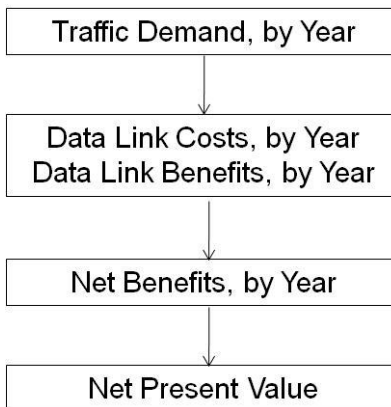 Traffic Demand, by Year
Data Link Costs, by Year
Data Link Benefits, by Year
Net Benefits, by Year
Net Present Value